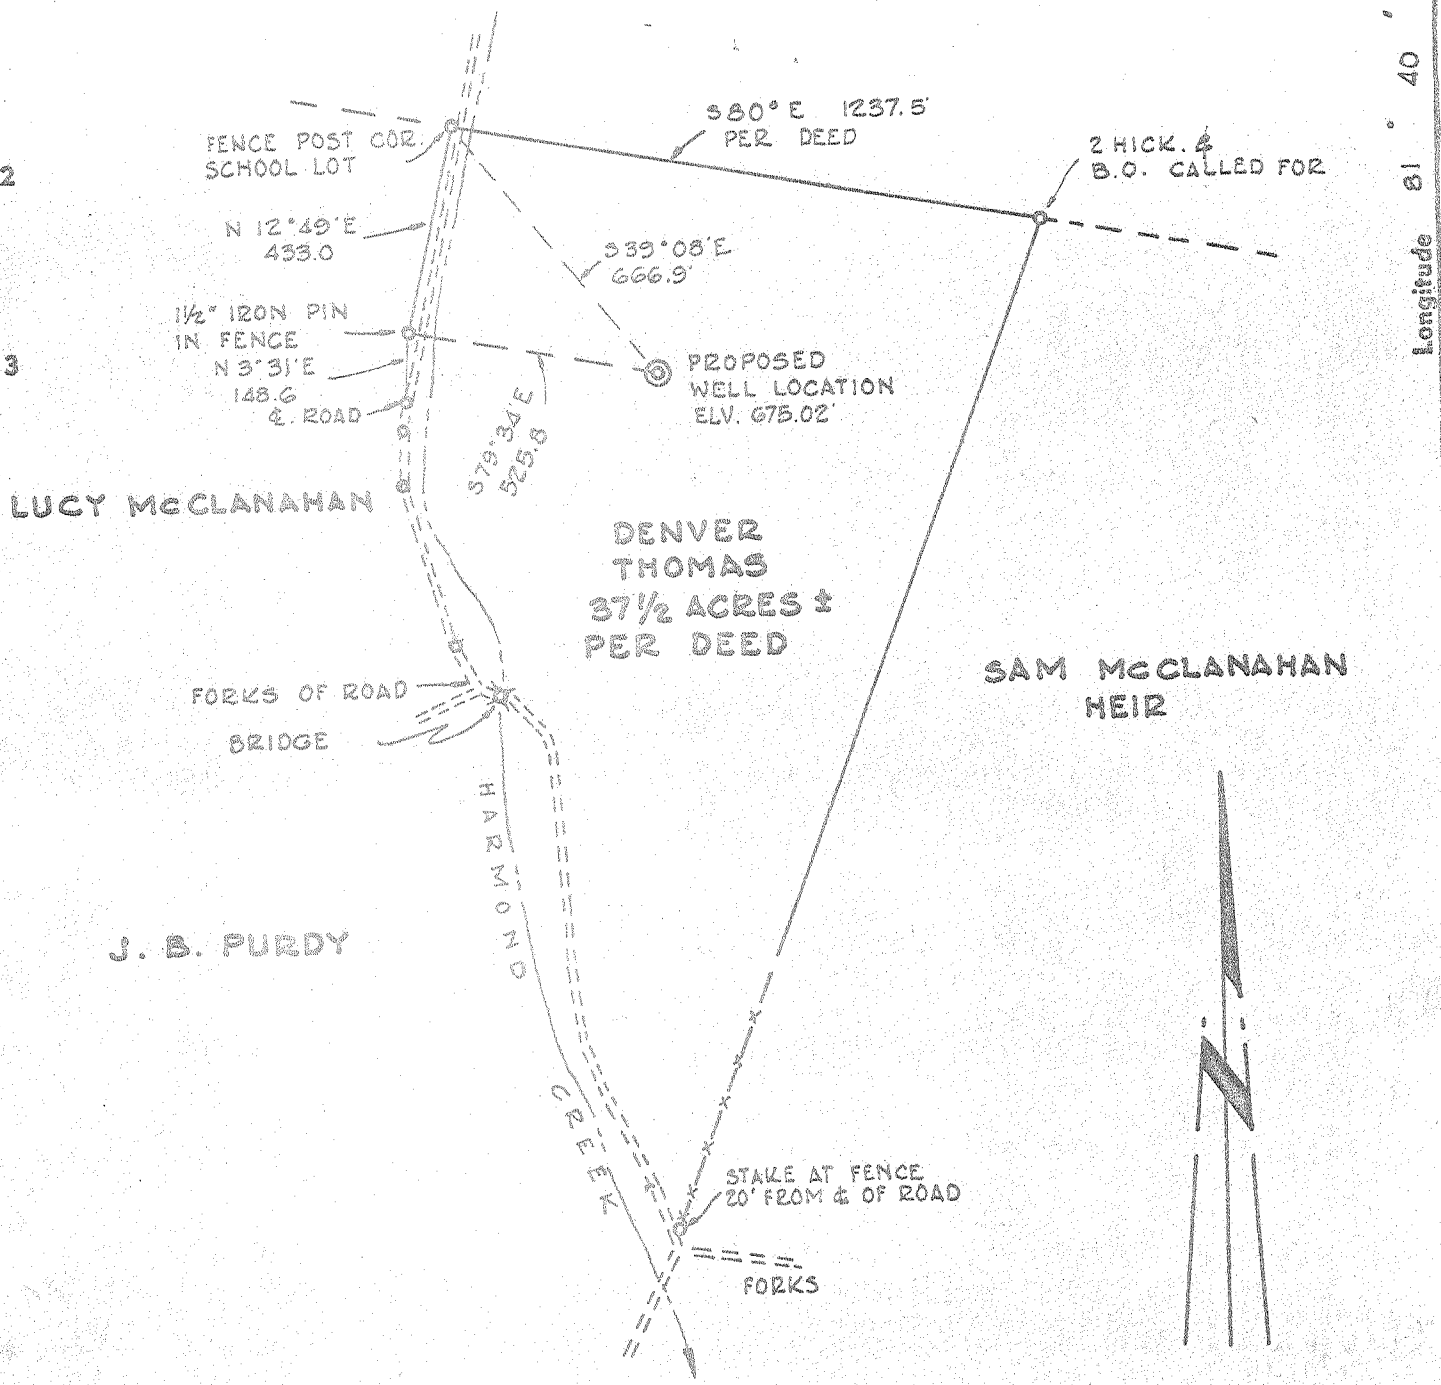 S80°E 1237.5'
PER DEED
FENCE POST COR.
SCHOOL LOT
2 HICK. &
B.O. CALLED FOR
N 12°49'E
433.0
S39°08'E
666.9'
1½" IRON PIN
IN FENCE
N 3°31'E
148.6
℄ ROAD
PROPOSED
WELL LOCATION
ELV. 675.02'
S79°34'E
525.8
LUCY McCLANAHAN
DENVER
THOMAS
37½ ACRES ±
PER DEED
SAM McCLANAHAN
HEIR
FORKS OF ROAD
BRIDGE
HARMOND
CREEK
J. B. PURDY
STAKE AT FENCE
20' FROM ℄ OF ROAD
FORKS
N
2
3
Longitude 81° 40'